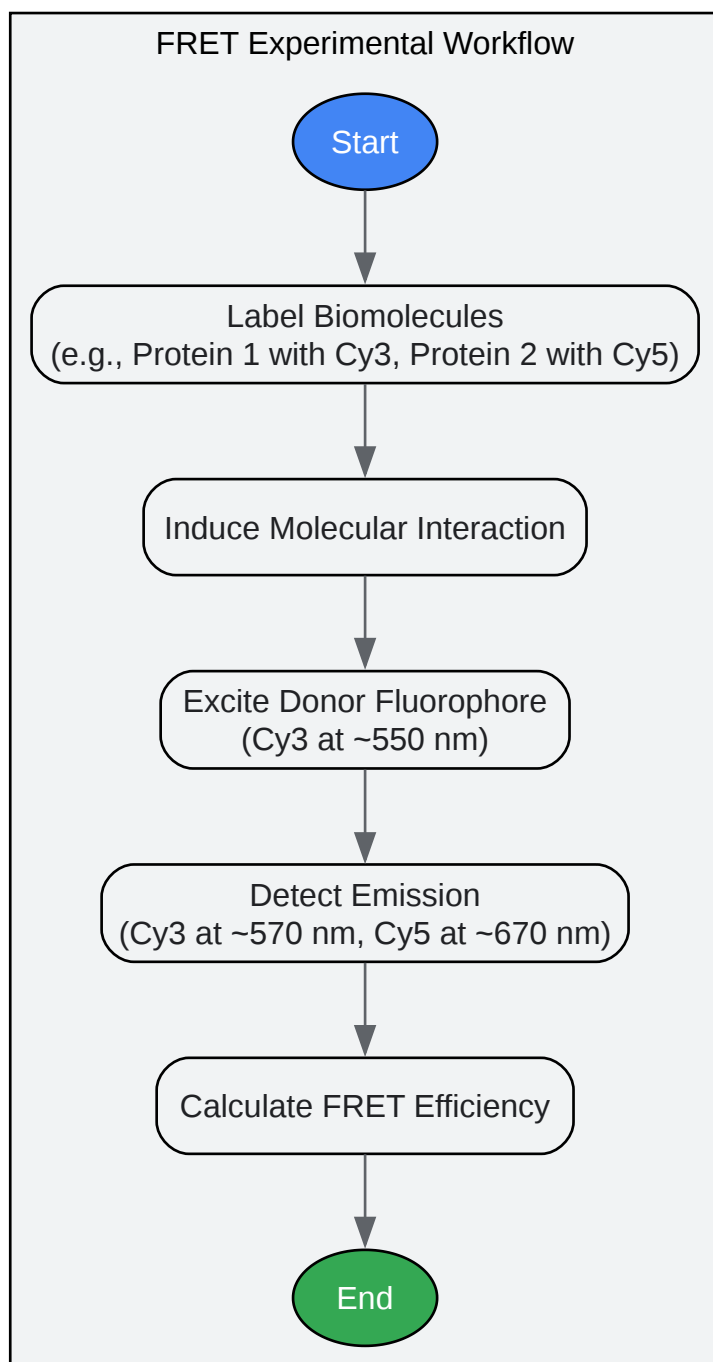 FRET Experimental Workflow
Start
Label Biomolecules
(e.g., Protein 1 with Cy3, Protein 2 with Cy5)
Induce Molecular Interaction
Excite Donor Fluorophore
(Cy3 at ~550 nm)
Detect Emission
(Cy3 at ~570 nm, Cy5 at ~670 nm)
Calculate FRET Efficiency
End